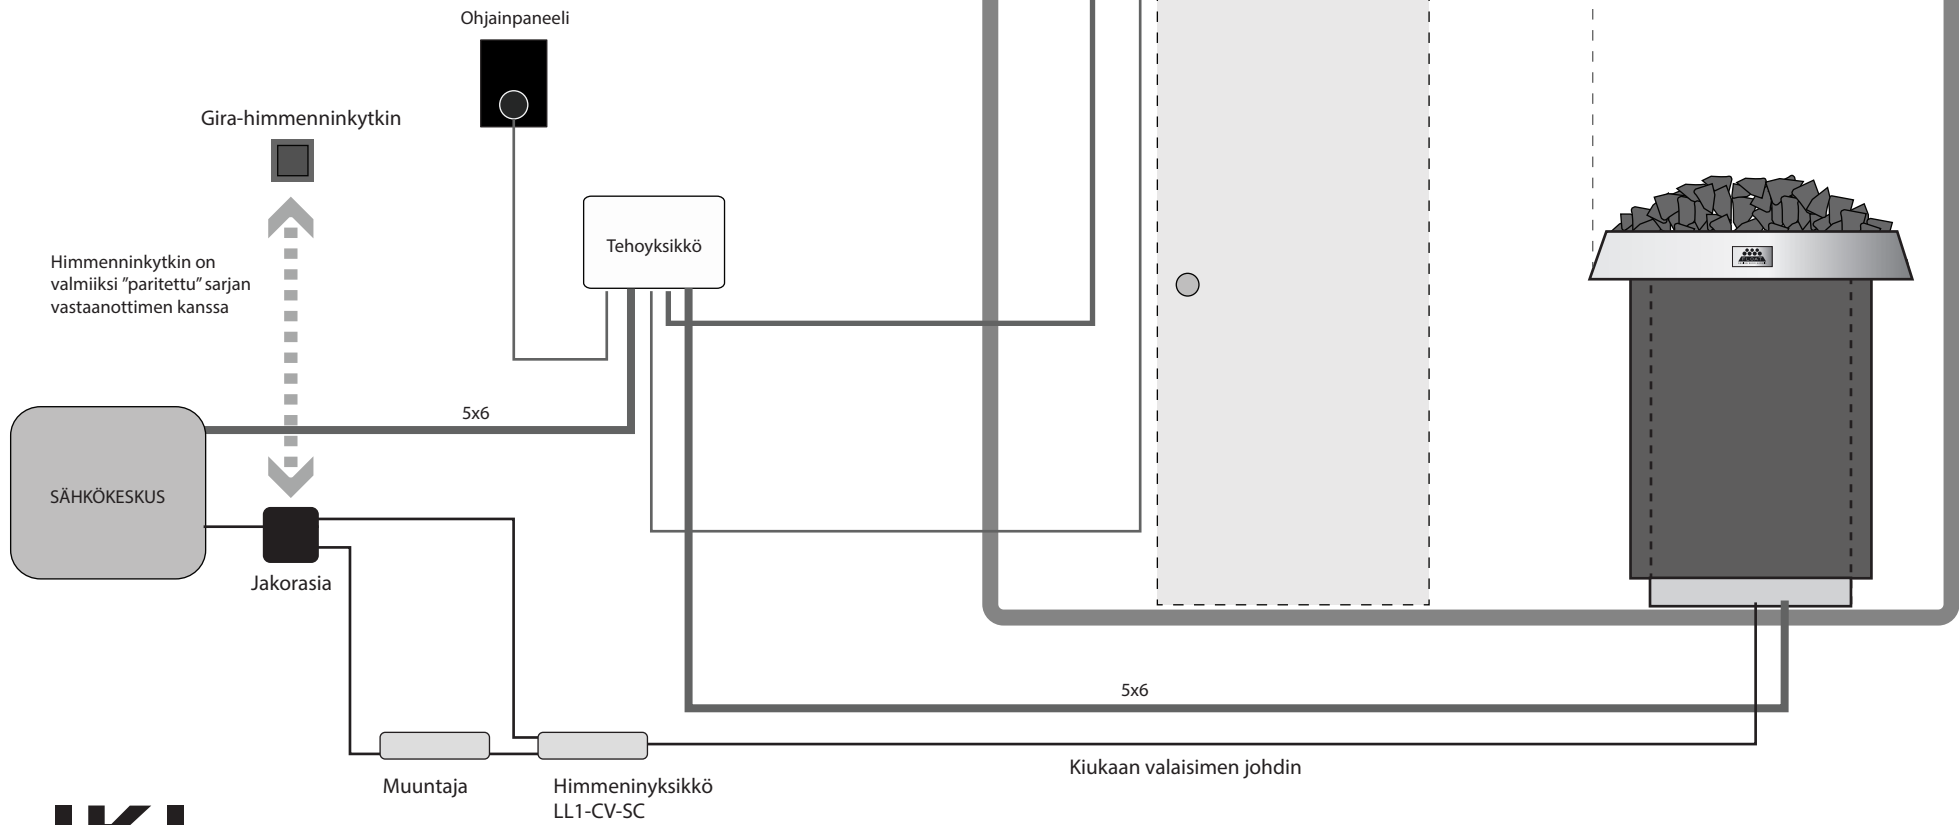 Ohjainpaneeli
Gira-himmenninkytkin
Tehoyksikkö
Himmenninkytkin on
valmiiksi ”paritettu” sarjan
vastaanottimen kanssa
5x6
SÄHKÖKESKUS
Jakorasia
5x6
Kiukaan valaisimen johdin
Muuntaja
Himmeninyksikkö
LL1-CV-SC